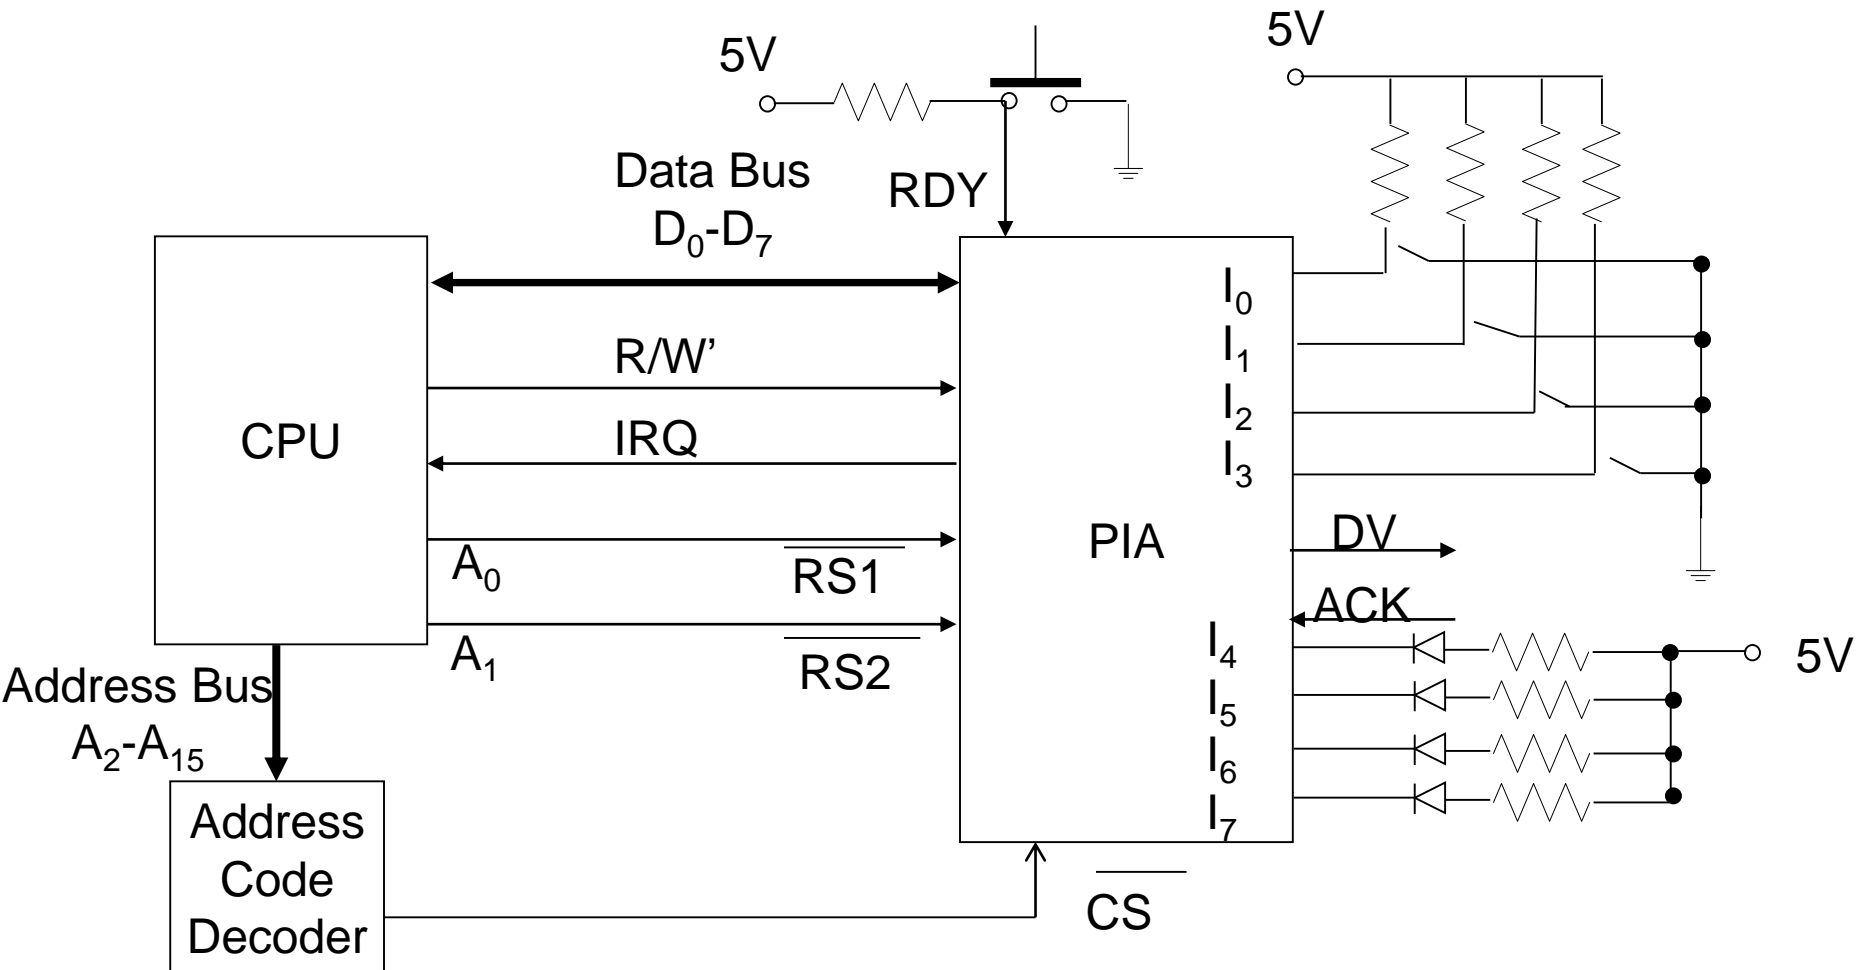 5V
5V
Data Bus
D₀-D₇
RDY
I₀
R/W’
I₁
I₂
CPU
IRQ
I₃
PIA
DV
A₀
RS1
ACK
A₁
RS2
I₄
5V
Address Bus
A₂-A₁₅
I₅
I₆
I₇
Address
Code
Decoder
CS